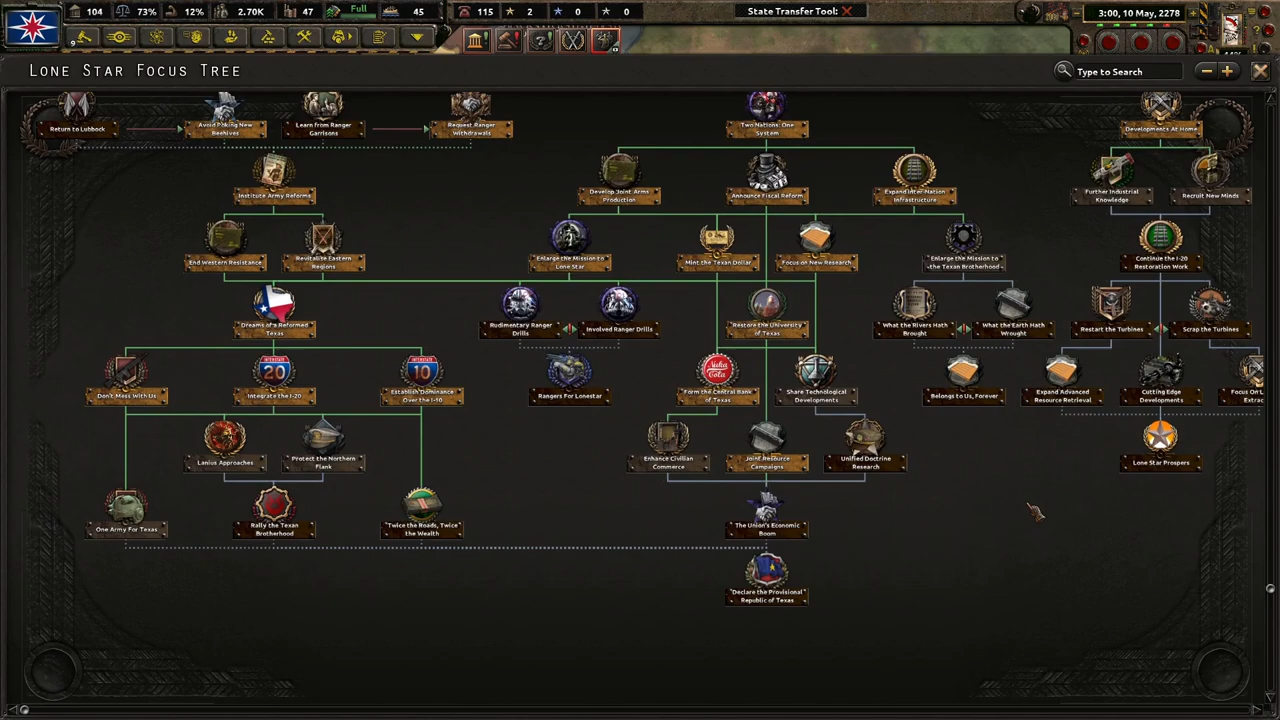 104 73% 12% 2.70K 47 Full 45 115 2 0 0 State Transfer Tool: 3:00, 10 May, 2278
9
LONE STAR FOCUS TREE
Type to Search
Return to Lubbock
Avoid Poking New
Beehives
Learn from Ranger
Garrisons
Request Ranger
Withdrawals
Two Nations: One
System
Developments At Home
Institute Army Reforms
Develop Joint Arms
Production
Announce Fiscal Reform
Expand Inter-Nation
Infrastructure
Further Industrial
Knowledge
Recruit New Minds
End Western Resistance
Revitalise Eastern
Regions
Enlarge the Mission to
Lone Star
Mint the Texan Dollar
Focus on New Research
Enlarge the Mission to
the Texan Brotherhood
Continue the I-20
Restoration Work
Dreams of a Reformed
Texas
Rudimentary Ranger
Drills
Involved Ranger Drills
Restore the University
of Texas
What the Rivers Hath
Brought
What the Earth Hath
Wrought
Restart the Turbines
Scrap the Turbines
Don't Mess With Us
INTERSTATE
20
Integrate the I-20
INTERSTATE
10
Establish Dominance
Over the I-10
Rangers For Lonestar
Nuka
Cola
Form the Central Bank
of Texas
Share Technological
Developments
Belongs to Us, Forever
Expand Advanced
Resource Retrieval
Cutting Edge
Developments
Focus On L
Extrac
Lanius Approaches
Protect the Northern
Flank
Enhance Civilian
Commerce
Joint Resource
Campaigns
Unified Doctrine
Research
Lone Star Prospers
One Army For Texas
Rally the Texan
Brotherhood
"Twice the Roads, Twice
the Wealth
The Union's Economic
Boom
"Declare the Provisional
Republic of Texas